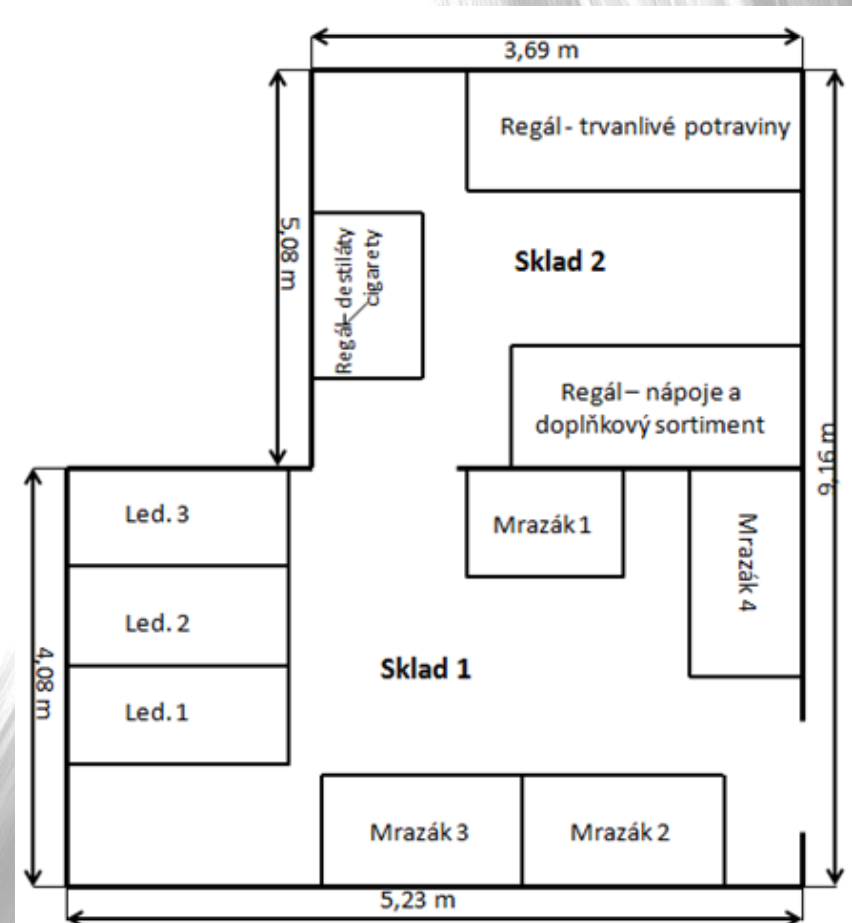 3,69 m
Regál - trvanlivé potraviny
5,08 m
Regál– destiláty
cigarety
Sklad 2
Regál – nápoje a
doplňkový sortiment
9,16 m
Led. 3
Mrazák 1
Mrazák 4
Led. 2
4,08 m
Sklad 1
Led. 1
Mrazák 3
Mrazák 2
5,23 m